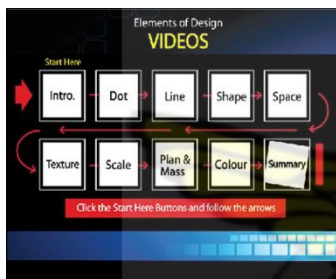 Elements of Design
VIDEOS
Start Here
Intro. Dot Line Shape Space
Texture Scale Plan & Mass Colour Summary
Click the Start Here Buttons and follow the arrows